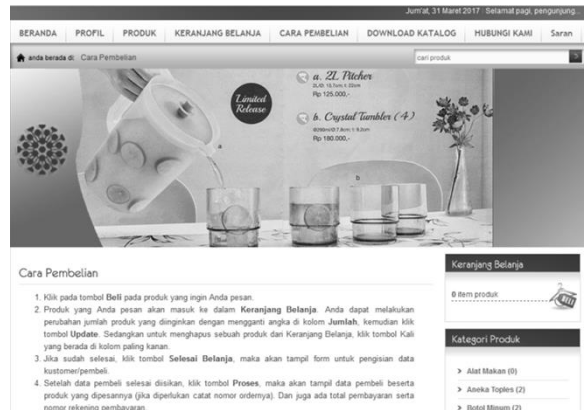 Jum'at, 31 Maret 2017 : Selamat pagi, pengunjung...
BERANDA PROFIL PRODUK KERANJANG BELANJA CARA PEMBELIAN DOWNLOAD KATALOG HUBUNGI KAMI Saran
anda berada di: Cara Pembelian
cari produk
Limited
Release
a. 2L Pitcher
Rp 125.000,-
b. Crystal Tumbler (4)
Rp 180.000,-
a
b
Cara Pembelian
1. Klik pada tombol Beli pada produk yang ingin Anda pesan.
2. Produk yang Anda pesan akan masuk ke dalam Keranjang Belanja. Anda dapat melakukan
perubahan jumlah produk yang diinginkan dengan mengganti angka di kolom Jumlah, kemudian klik
tombol Update. Sedangkan untuk menghapus sebuah produk dari Keranjang Belanja, klik tombol Kali
yang berada di kolom paling kanan.
3. Jika sudah selesai, klik tombol Selesai Belanja, maka akan tampil form untuk pengisian data
kustomer/pembeli.
4. Setelah data pembeli selesai diisikan, klik tombol Proses, maka akan tampil data pembeli beserta
produk yang dipesannya (jika diperlukan catat nomor ordernya). Dan juga ada total pembayaran serta
nomor rekening pembayaran.
Keranjang Belanja
0 item produk
Kategori Produk
Alat Makan (0)
Aneka Toples (2)
Botol Minum (2)